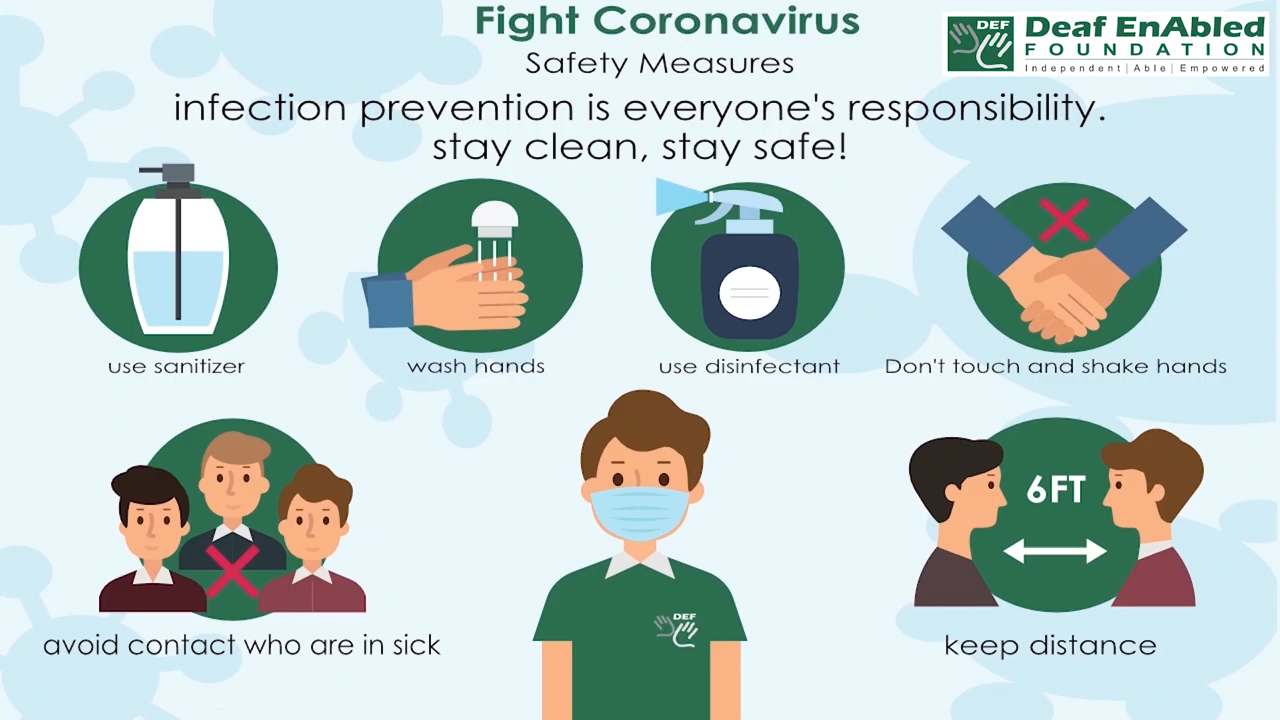 Fight Coronavirus
Safety Measures
DEF
Deaf EnAbled
FOUNDATION
Independent | Able | Empowered
infection prevention is everyone's responsibility.
stay clean, stay safe!
use sanitizer
wash hands
use disinfectant
Don't touch and shake hands
6FT
DEF
avoid contact who are in sick
keep distance